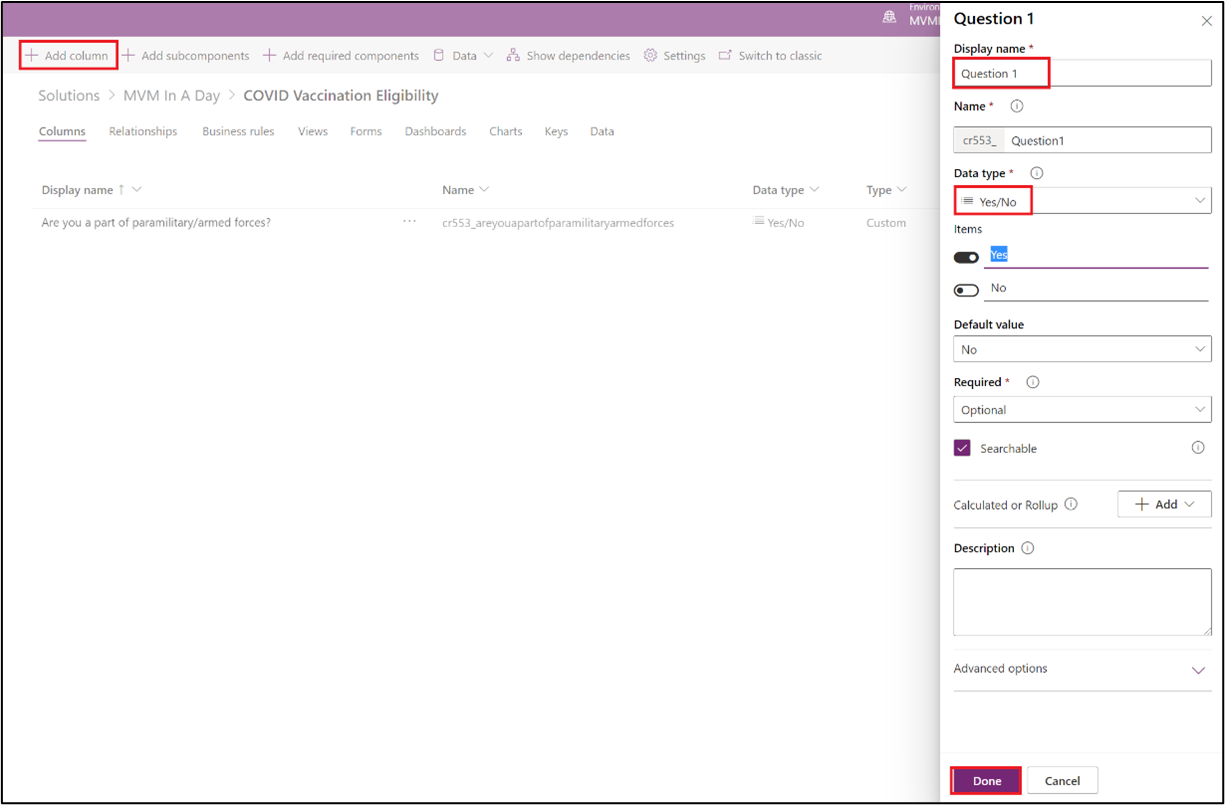 Environ
MVMI
+ Add column + Add subcomponents + Add required components Data Show dependencies Settings Switch to classic
Solutions > MVM In A Day > COVID Vaccination Eligibility
Columns Relationships Business rules Views Forms Dashboards Charts Keys Data
Display name ↑ Name Data type Type
Are you a part of paramilitary/armed forces? ··· cr553_areyouapartofparamilitaryarmedforces Yes/No Custom
Question 1
Display name *
Question 1
Name *
cr553_ Question1
Data type *
Yes/No
Items
Yes
No
Default value
No
Required *
Optional
Searchable
Calculated or Rollup + Add
Description
Advanced options
Done Cancel